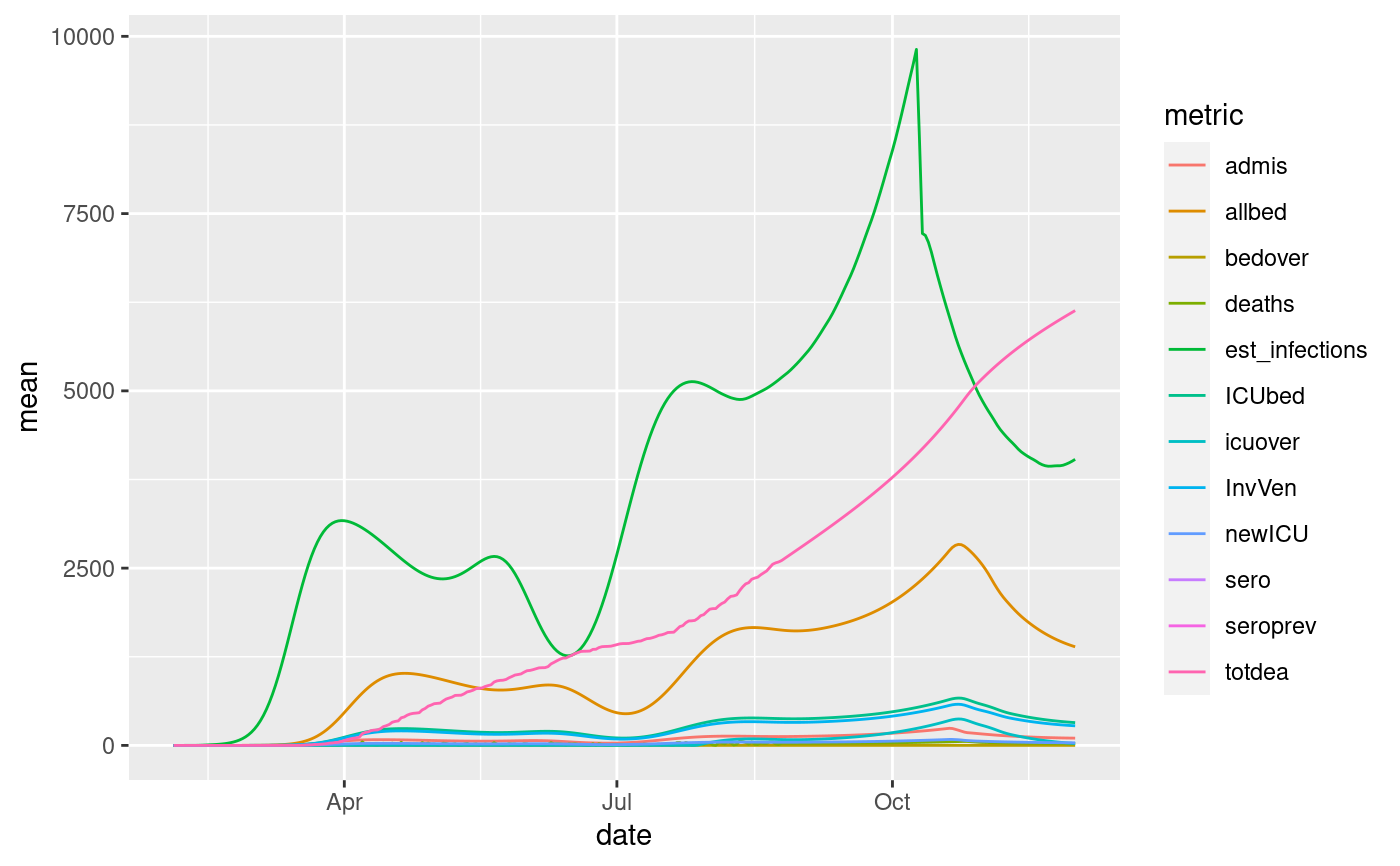 10000
7500
5000
2500
0
mean
Apr
Jul
Oct
date
metric
admis
allbed
bedover
deaths
est_infections
ICUbed
icuover
InvVen
newICU
sero
seroprev
totdea